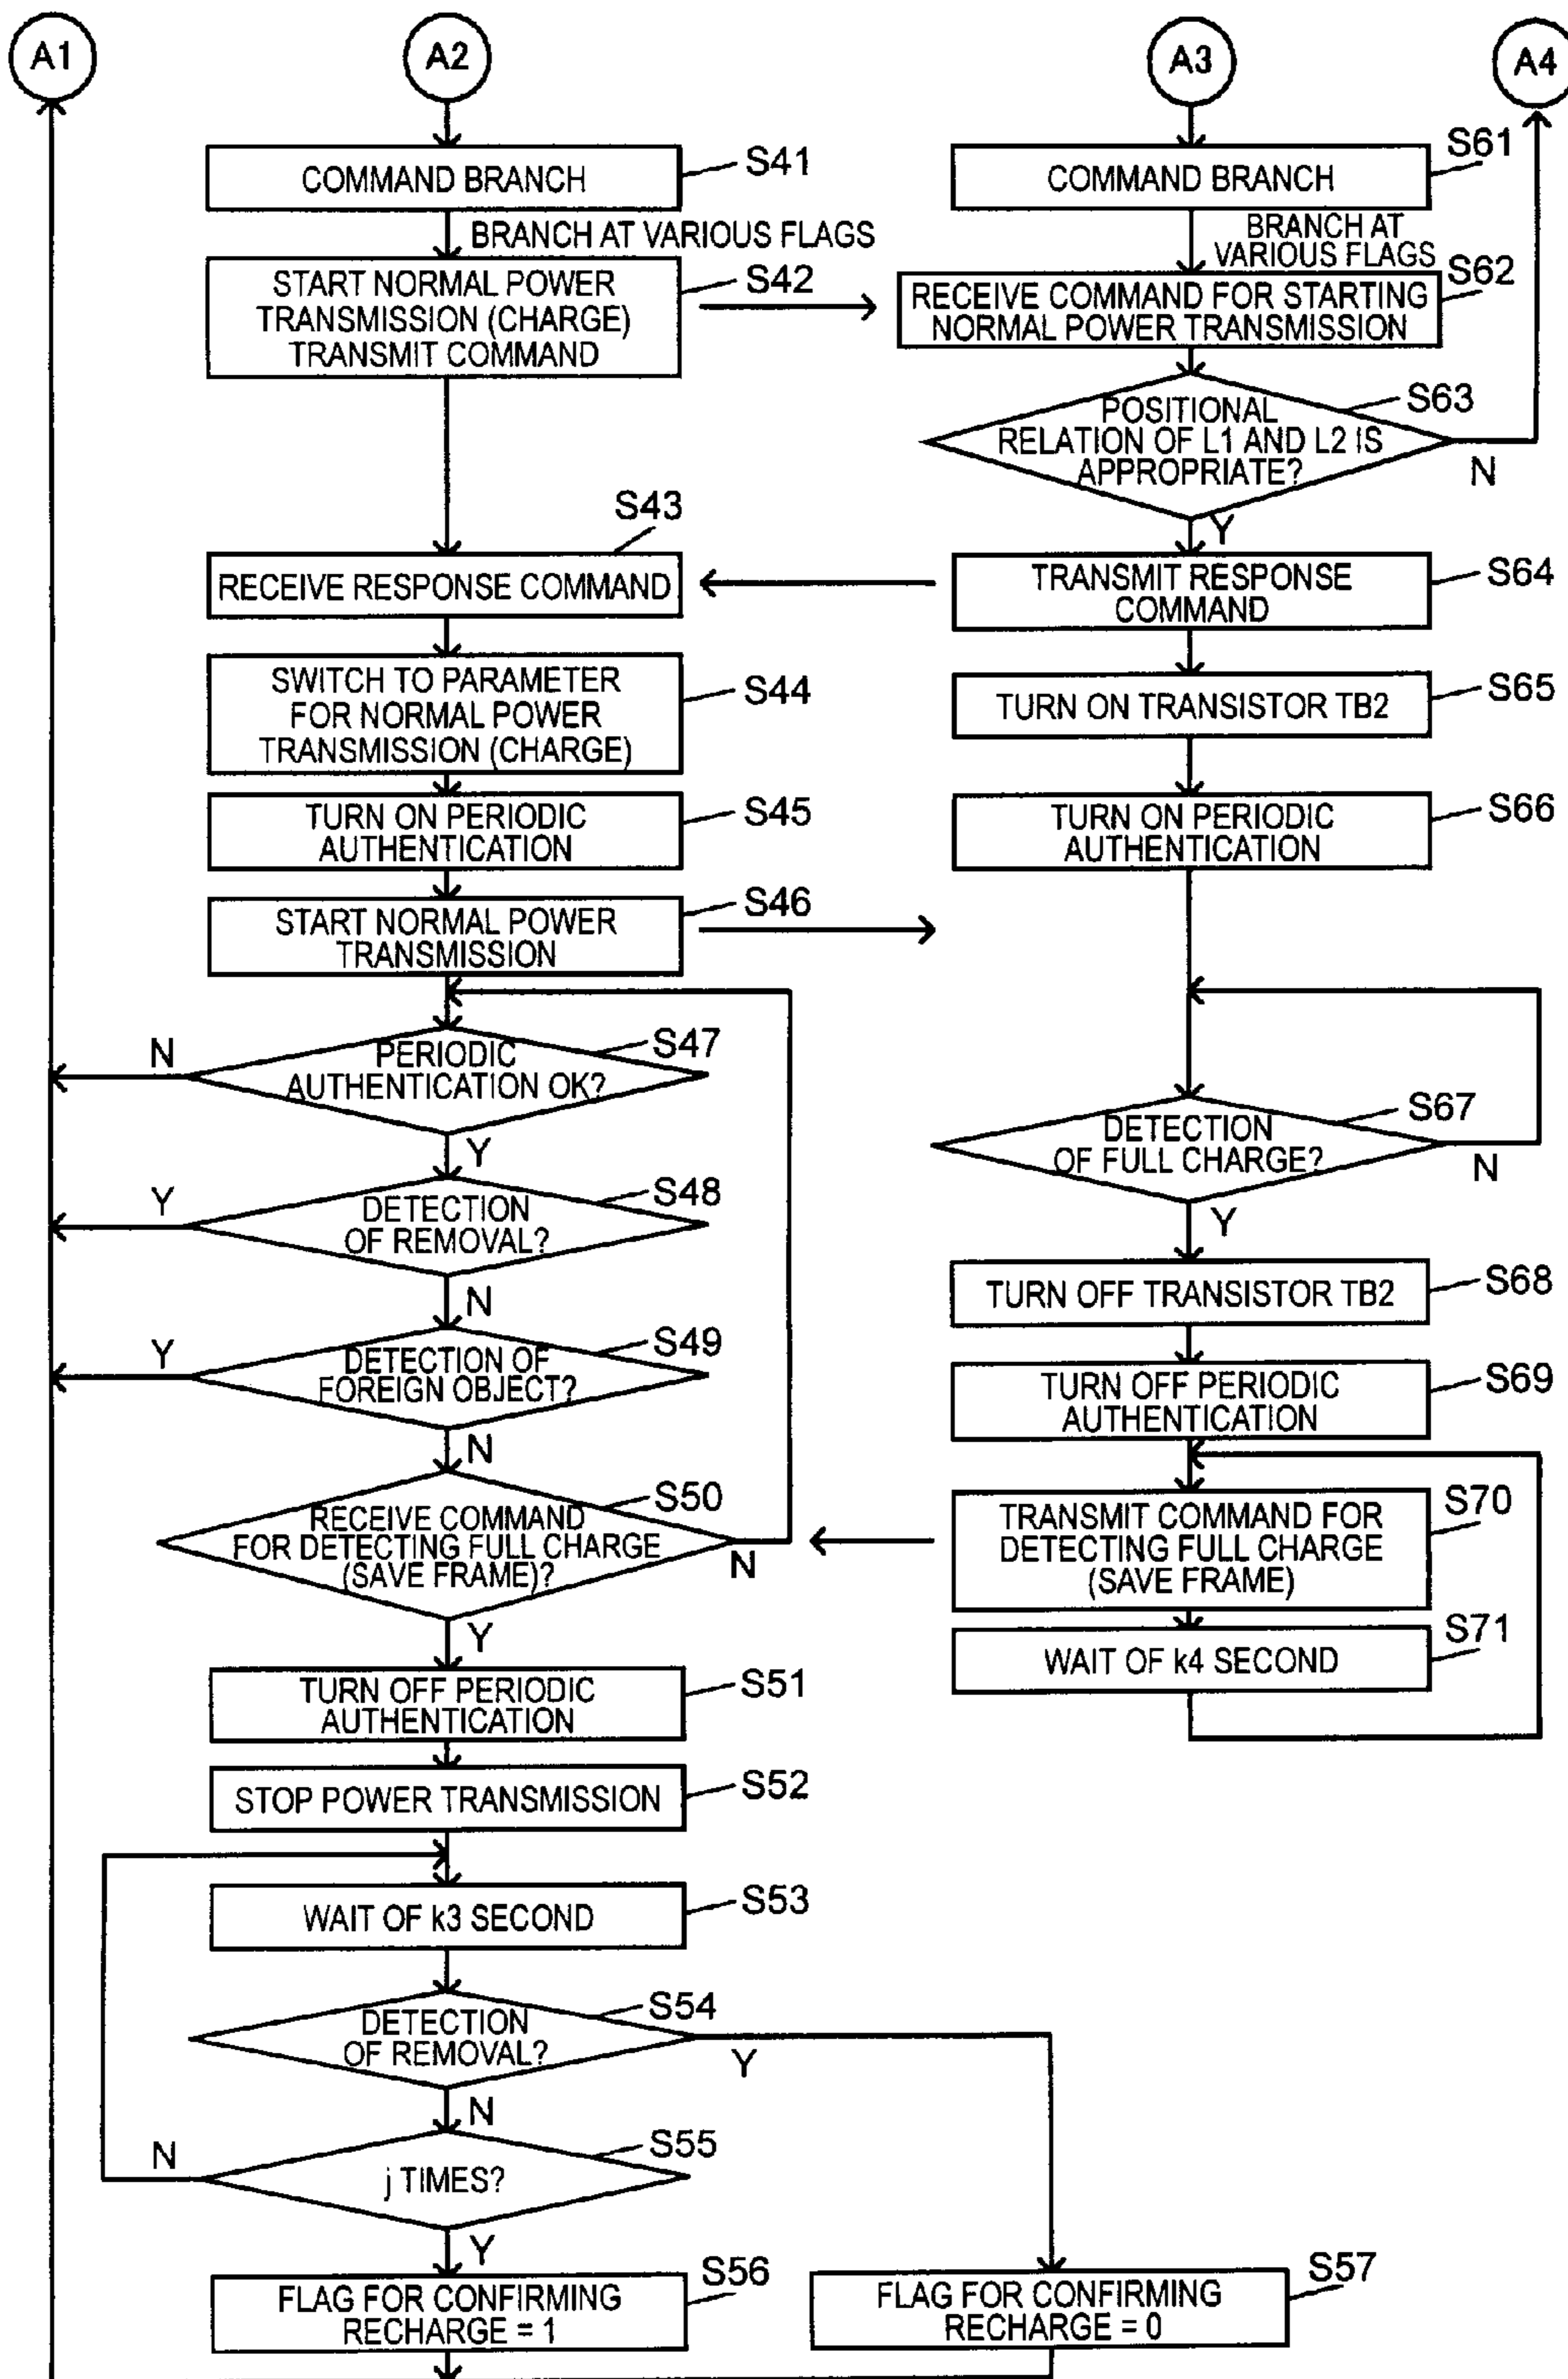 A1
A2
A3
A4
COMMAND BRANCH
S41
BRANCH AT VARIOUS FLAGS
START NORMAL POWER
TRANSMISSION (CHARGE)
TRANSMIT COMMAND
S42
S43
RECEIVE RESPONSE COMMAND
SWITCH TO PARAMETER
FOR NORMAL POWER
TRANSMISSION (CHARGE)
S44
TURN ON PERIODIC
AUTHENTICATION
S45
START NORMAL POWER
TRANSMISSION
S46
PERIODIC
AUTHENTICATION OK?
S47
N
Y
DETECTION
OF REMOVAL?
S48
Y
N
DETECTION OF
FOREIGN OBJECT?
S49
Y
N
RECEIVE COMMAND
FOR DETECTING FULL CHARGE
(SAVE FRAME)?
S50
N
Y
TURN OFF PERIODIC
AUTHENTICATION
S51
STOP POWER TRANSMISSION
S52
WAIT OF k3 SECOND
S53
DETECTION
OF REMOVAL?
S54
Y
N
j TIMES?
S55
N
Y
FLAG FOR CONFIRMING
RECHARGE = 1
S56
FLAG FOR CONFIRMING
RECHARGE = 0
S57
COMMAND BRANCH
S61
BRANCH AT
VARIOUS FLAGS
RECEIVE COMMAND FOR STARTING
NORMAL POWER TRANSMISSION
S62
POSITIONAL
RELATION OF L1 AND L2 IS
APPROPRIATE?
S63
N
Y
TRANSMIT RESPONSE
COMMAND
S64
TURN ON TRANSISTOR TB2
S65
TURN ON PERIODIC
AUTHENTICATION
S66
DETECTION
OF FULL CHARGE?
S67
N
Y
TURN OFF TRANSISTOR TB2
S68
TURN OFF PERIODIC
AUTHENTICATION
S69
TRANSMIT COMMAND FOR
DETECTING FULL CHARGE
(SAVE FRAME)
S70
WAIT OF k4 SECOND
S71